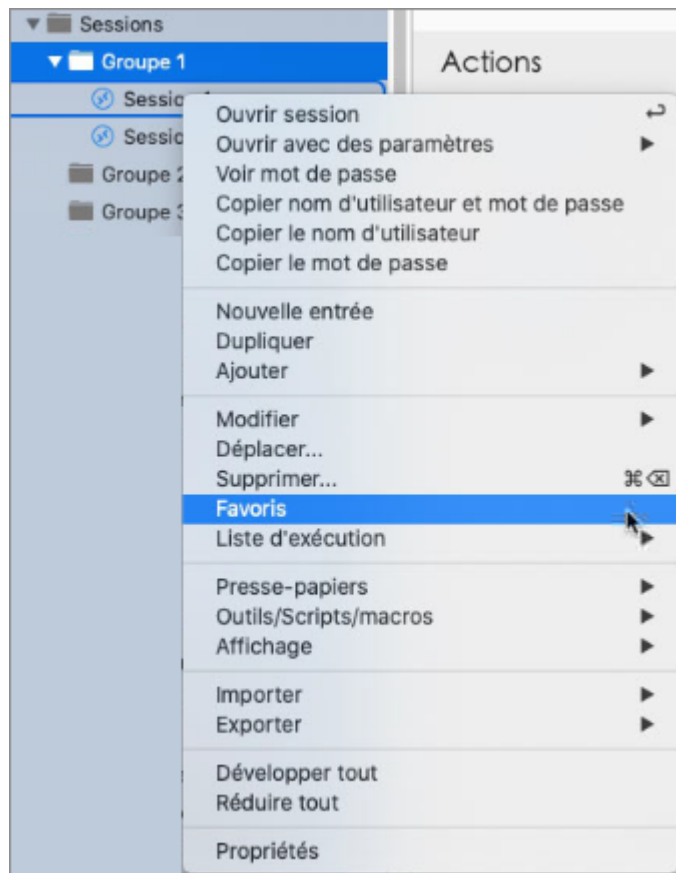 Sessions
Groupe 1
Actions
Ouvrir session
Ouvrir avec des paramètres
Voir mot de passe
Copier nom d'utilisateur et mot de passe
Copier le nom d'utilisateur
Copier le mot de passe
Groupe
Groupe
Nouvelle entrée
Dupliquer
Ajouter
Modifier
Déplacer...
Supprimer...
Favoris
Liste d'exécution
Presse-papiers
Outils/Scripts/macros
Affichage
Importer
Exporter
Développer tout
Réduire tout
Propriétés